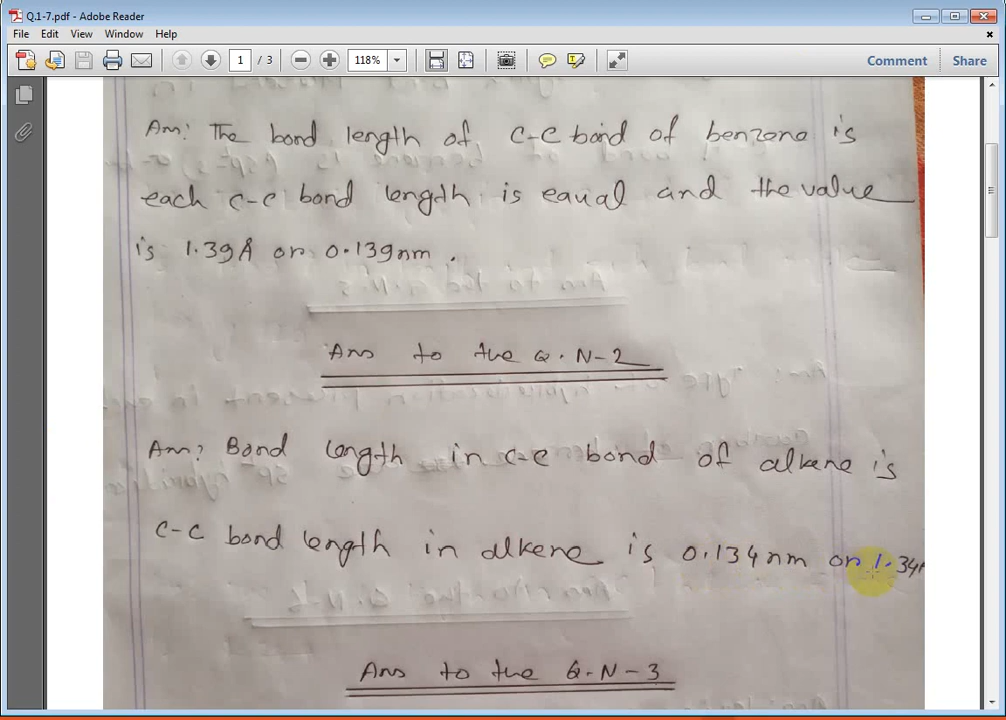 Q.1-7.pdf - Adobe Reader
File Edit View Window Help
1 / 3 118% Comment Share
Ans: The bond length of C-C bond of benzene is
each C-C bond length is equal and the value
is 1.39Å or 0.139nm.
Ans to the Q.N-2
Ans: Bond length in C-C bond of alkene is
C-C bond length in alkene is 0.134nm or 1.34
Ans to the Q.N-3